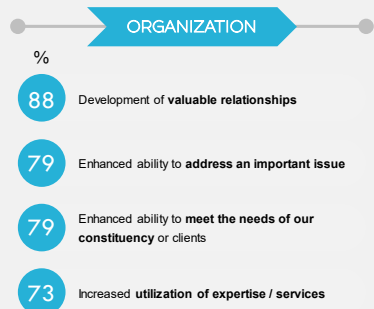 ORGANIZATION
%
88 Development of valuable relationships
79 Enhanced ability to address an important issue
79 Enhanced ability to meet the needs of our
constituency or clients
73 Increased utilization of expertise / services